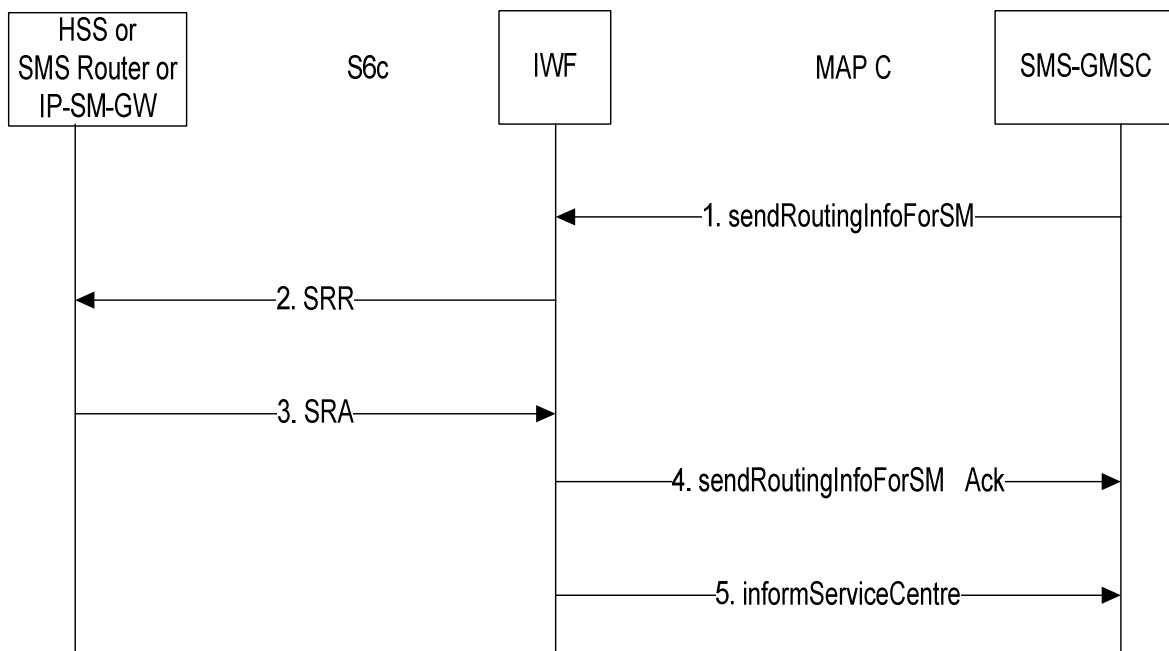 HSS or
SMS Router or
IP-SM-GW
S6c
IWF
MAP C
SMS-GMSC
1. sendRoutingInfoForSM
2. SRR
3. SRA
4. sendRoutingInfoForSM Ack
5. informServiceCentre